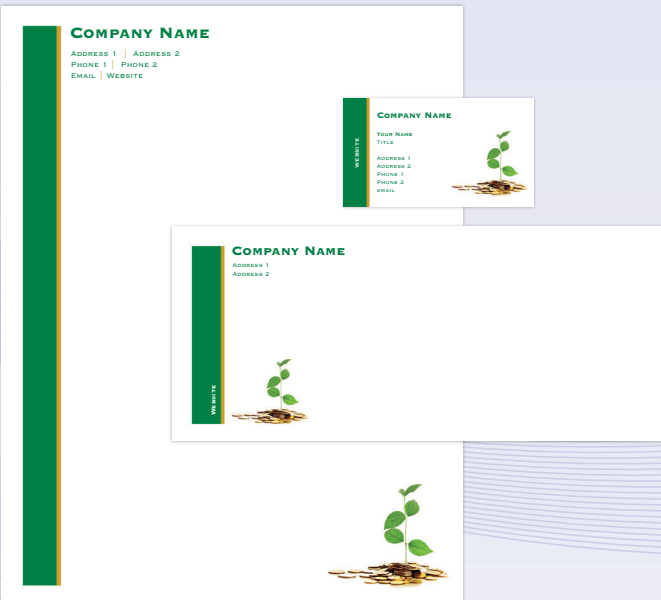 Company Name
Address 1 | Address 2
Phone 1 | Phone 2
Email | Website
Company Name
Your Name
Title
Address 1
Address 2
Phone 1
Phone 2
email
Website
Company Name
Address 1
Address 2
Website